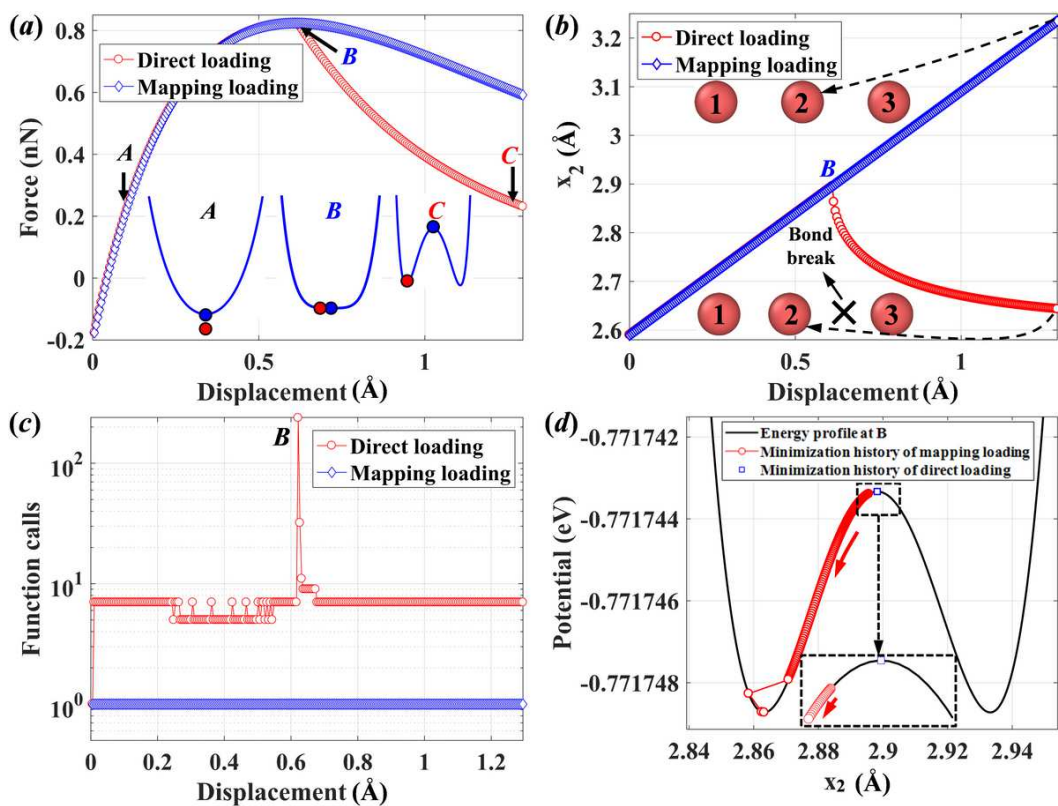 (a)
Force (nN)
0.8
0.6
0.4
0.2
0
-0.2
0
0.5
1
Displacement (Å)
Direct loading
Mapping loading
A
B
C
A
B
C
(b)
x2 (Å)
3.2
3.1
3
2.9
2.8
2.7
2.6
0
0.5
1
Displacement (Å)
Direct loading
Mapping loading
1 2 3
B
Bond
break
1 2 3
(c)
Function calls
10^2
10^1
10^0
0
0.2
0.4
0.6
0.8
1
1.2
Displacement (Å)
B
Direct loading
Mapping loading
(d)
Potential (eV)
-0.771742
-0.771744
-0.771746
-0.771748
2.84
2.86
2.88
2.9
2.92
2.94
x2 (Å)
Energy profile at B
Minimization history of mapping loading
Minimization history of direct loading